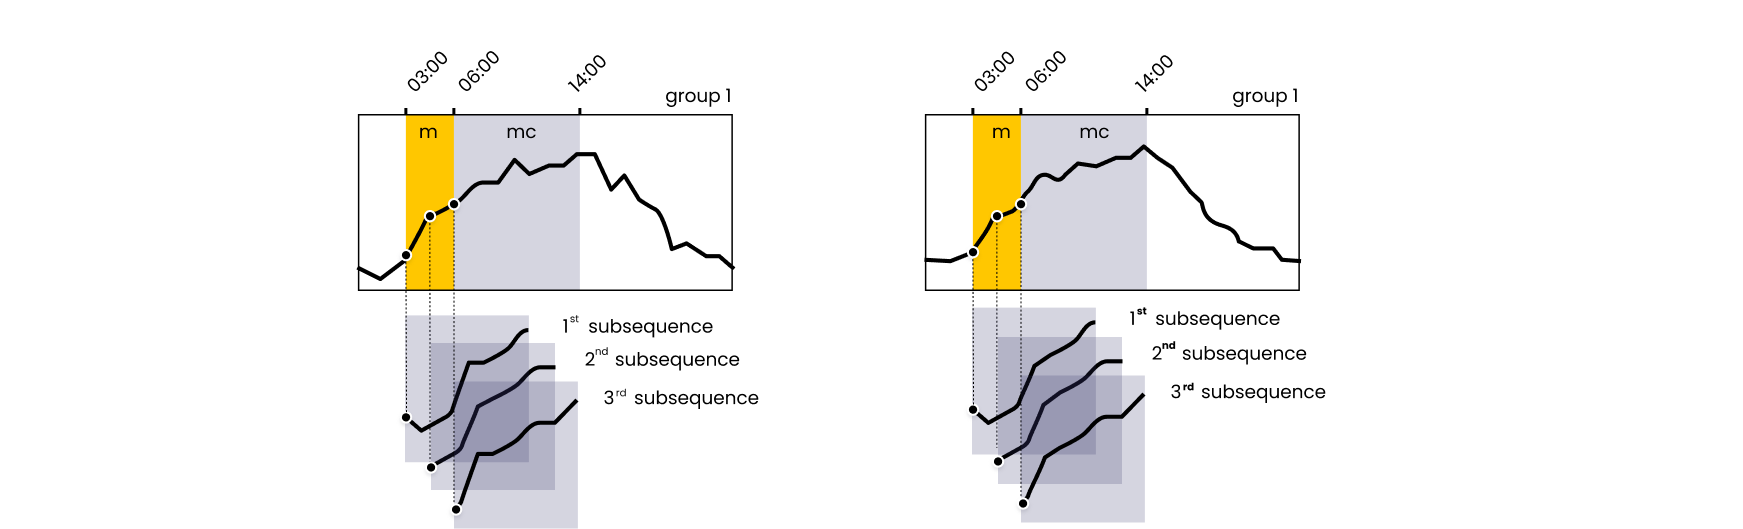 03:00 06:00 14:00
group 1
m mc
1st subsequence
2nd subsequence
3rd subsequence
03:00 06:00 14:00
group 1
m mc
1st subsequence
2nd subsequence
3rd subsequence